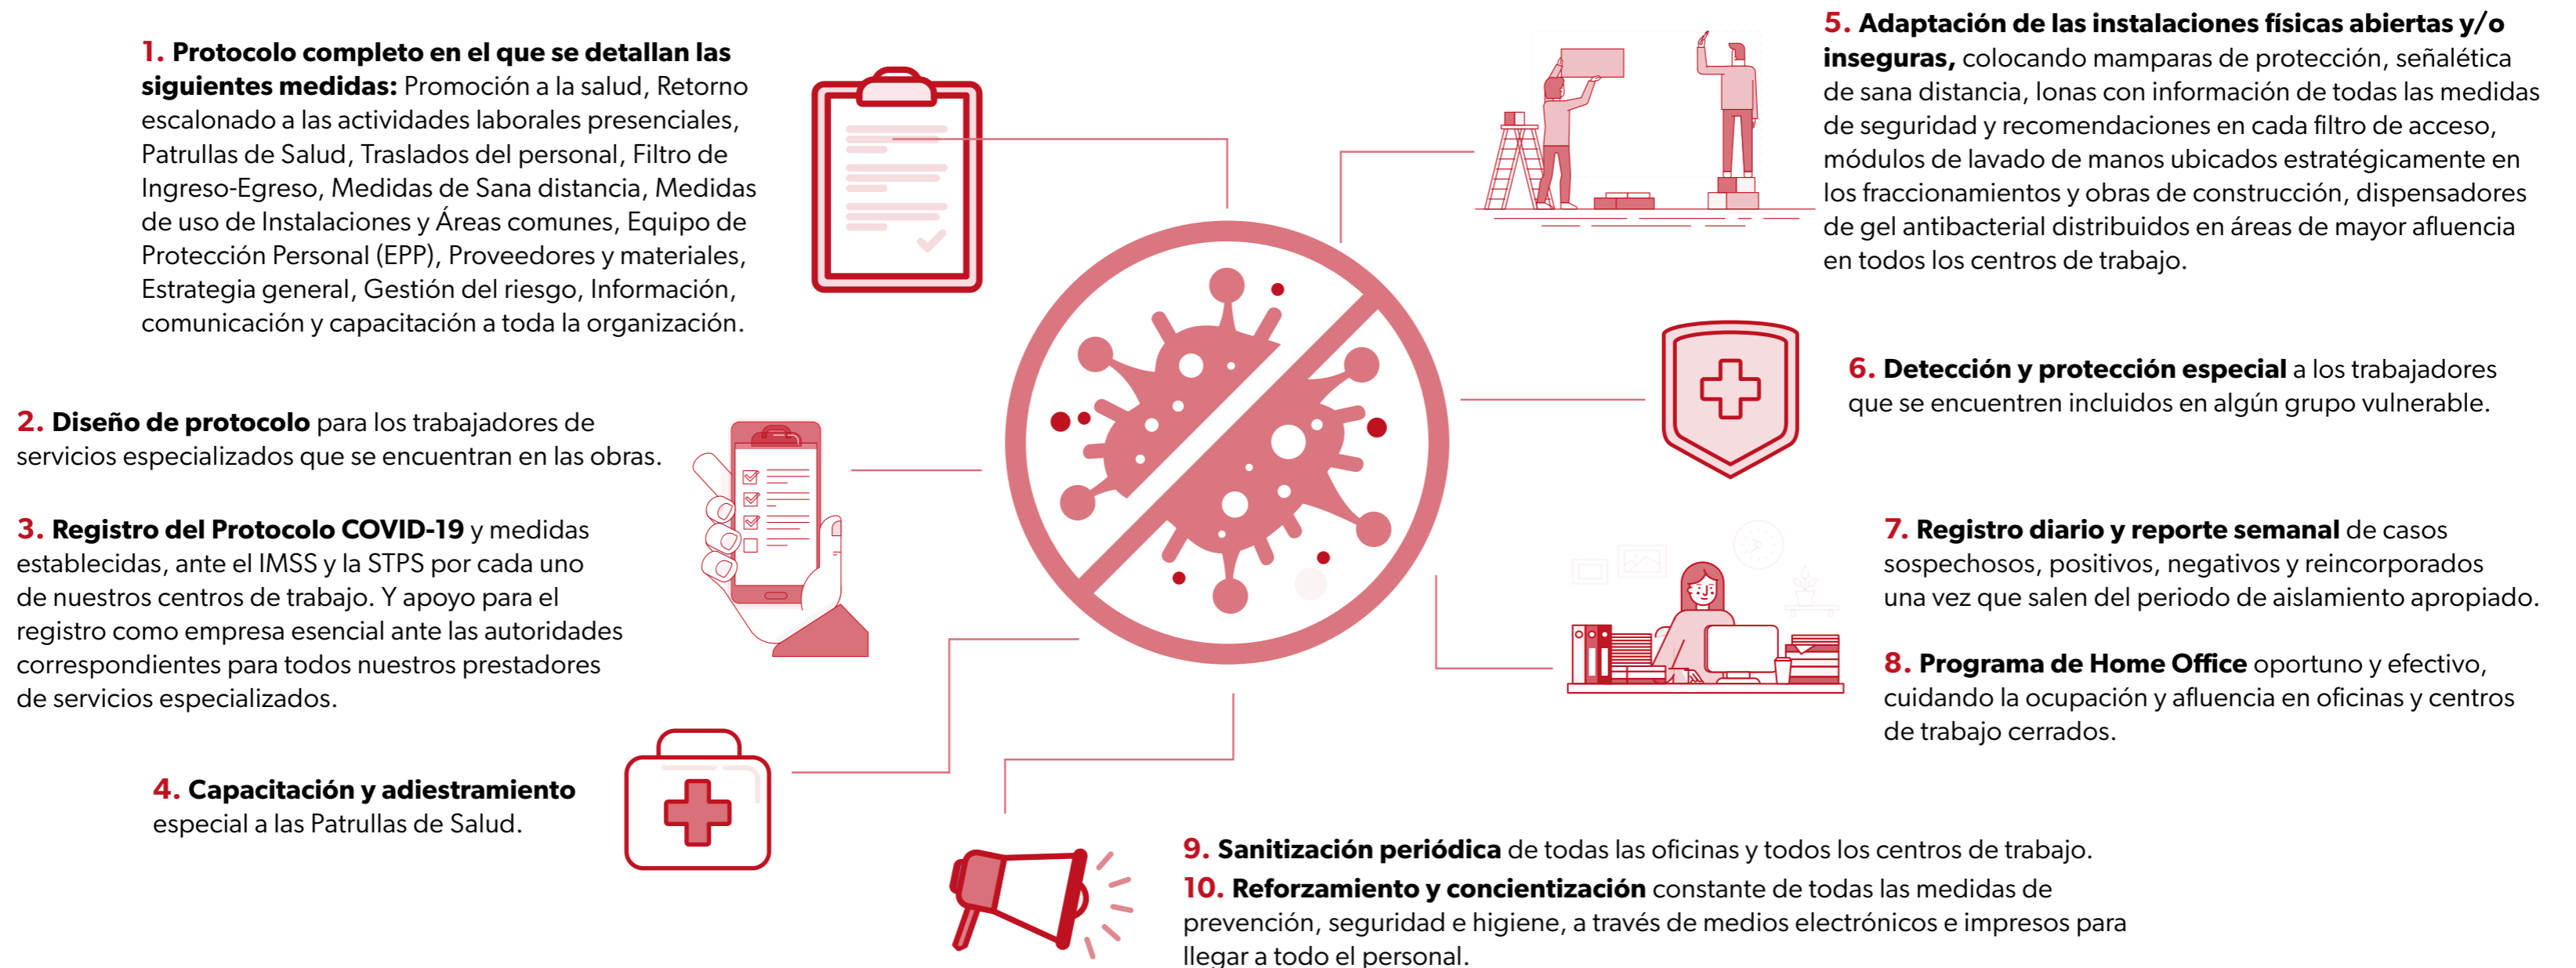 1. Protocolo completo en el que se detallan las
siguientes medidas: Promoción a la salud, Retorno
escalonado a las actividades laborales presenciales,
Patrullas de Salud, Traslados del personal, Filtro de
Ingreso-Egreso, Medidas de Sana distancia, Medidas
de uso de Instalaciones y Áreas comunes, Equipo de
Protección Personal (EPP), Proveedores y materiales,
Estrategia general, Gestión del riesgo, Información,
comunicación y capacitación a toda la organización.
2. Diseño de protocolo para los trabajadores de
servicios especializados que se encuentran en las obras.
3. Registro del Protocolo COVID-19 y medidas
establecidas, ante el IMSS y la STPS por cada uno
de nuestros centros de trabajo. Y apoyo para el
registro como empresa esencial ante las autoridades
correspondientes para todos nuestros prestadores
de servicios especializados.
4. Capacitación y adiestramiento
especial a las Patrullas de Salud.
5. Adaptación de las instalaciones físicas abiertas y/o
inseguras, colocando mamparas de protección, señalética
de sana distancia, lonas con información de todas las medidas
de seguridad y recomendaciones en cada filtro de acceso,
módulos de lavado de manos ubicados estratégicamente en
los fraccionamientos y obras de construcción, dispensadores
de gel antibacterial distribuidos en áreas de mayor afluencia
en todos los centros de trabajo.
6. Detección y protección especial a los trabajadores
que se encuentren incluidos en algún grupo vulnerable.
7. Registro diario y reporte semanal de casos
sospechosos, positivos, negativos y reincorporados
una vez que salen del periodo de aislamiento apropiado.
8. Programa de Home Office oportuno y efectivo,
cuidando la ocupación y afluencia en oficinas y centros
de trabajo cerrados.
9. Sanitización periódica de todas las oficinas y todos los centros de trabajo.
10. Reforzamiento y concientización constante de todas las medidas de
prevención, seguridad e higiene, a través de medios electrónicos e impresos para
llegar a todo el personal.